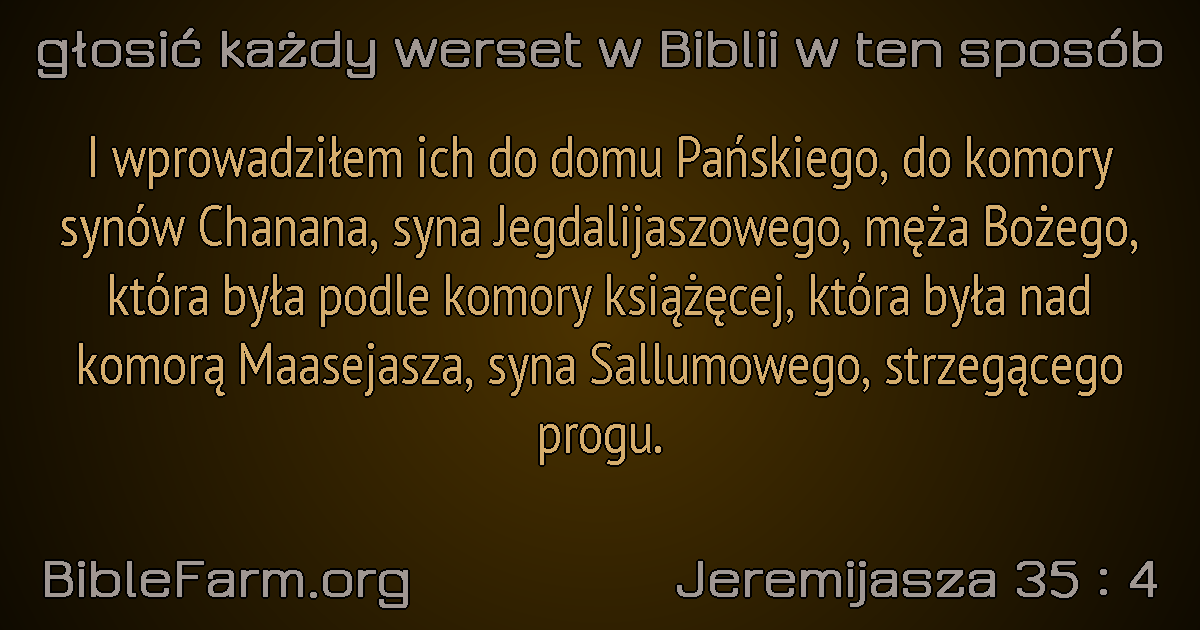 głosić każdy werset w Biblii w ten sposób
I wprowadziłem ich do domu Pańskiego, do komory
synów Chanana, syna Jegdalijaszowego, męża Bożego,
która była podle komory książęcej, która była nad
komorą Maasejasza, syna Sallumowego, strzegącego
progu.
BibleFarm.org
Jeremijasza 35 : 4